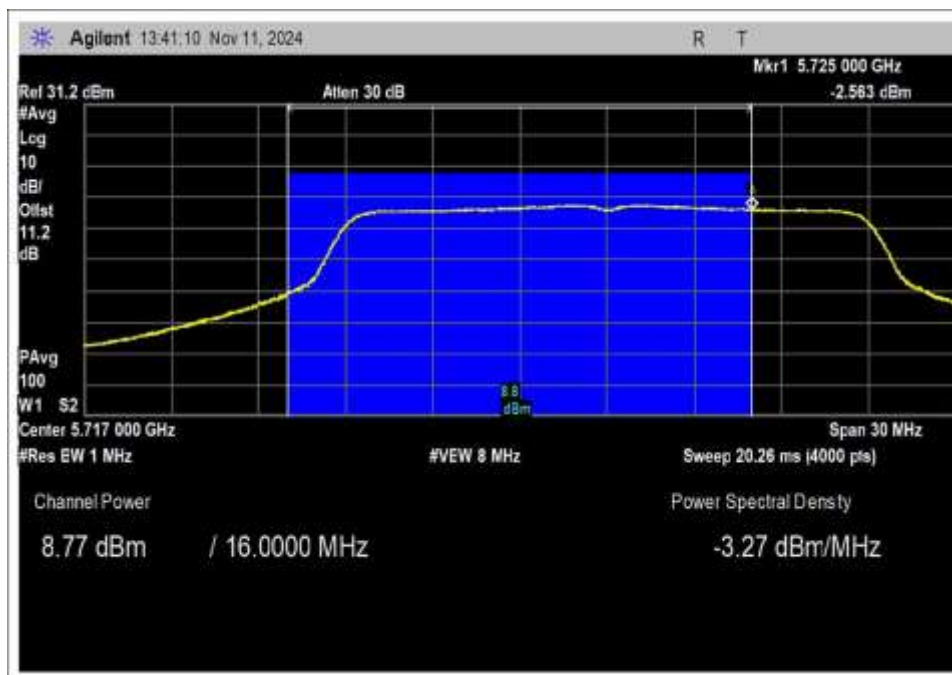 Agilent 13:41:10 Nov 11, 2024 R T
Mkr1 5.725 000 GHz
Ref 31.2 dBm Atten 30 dB -2.563 dBm
#Avg
Log
10
dB/
Offst
11.2
dB
PAvg
100
W1 S2
8.8
dBm
Center 5.717 000 GHz Span 30 MHz
#Res BW 1 MHz #VBW 8 MHz Sweep 20.26 ms (4000 pts)
Channel Power Power Spectral Density
8.77 dBm / 16.0000 MHz -3.27 dBm/MHz